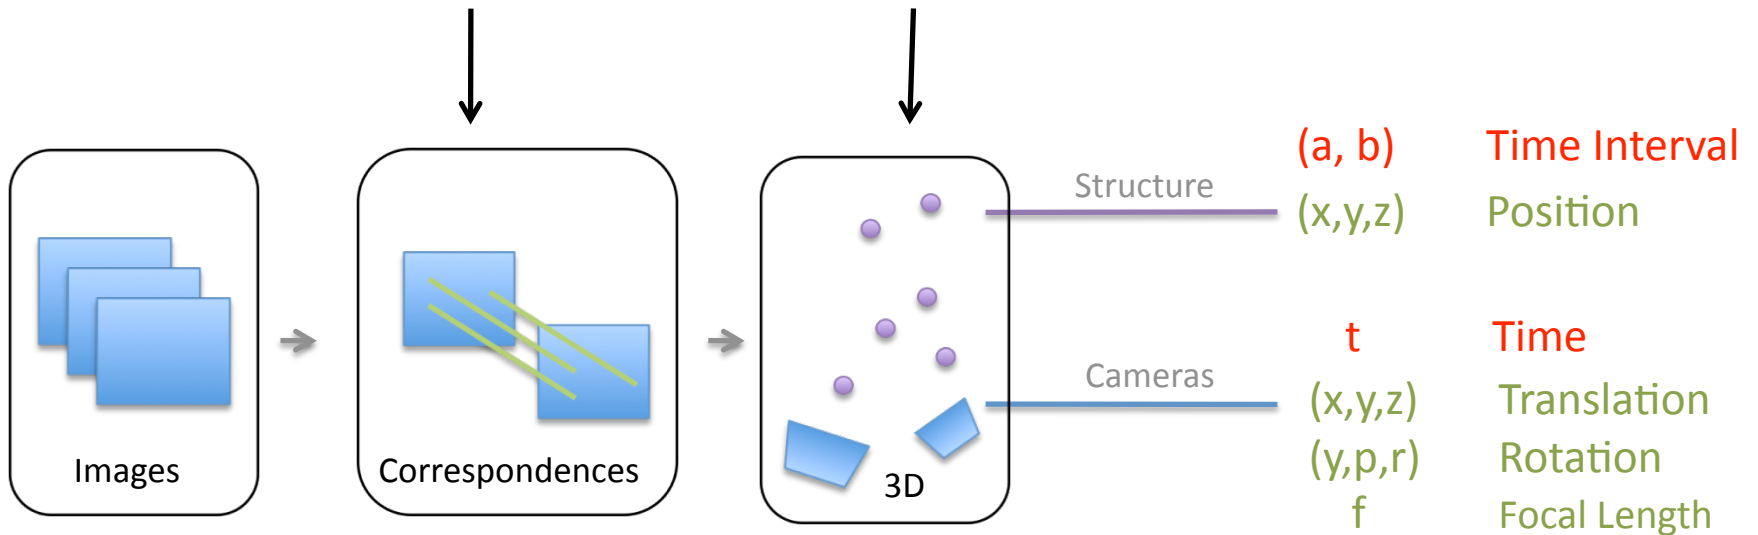 Images
Correspondences
3D
Structure
(a, b) Time Interval
(x,y,z) Position
Cameras
t Time
(x,y,z) Translation
(y,p,r) Rotation
f Focal Length